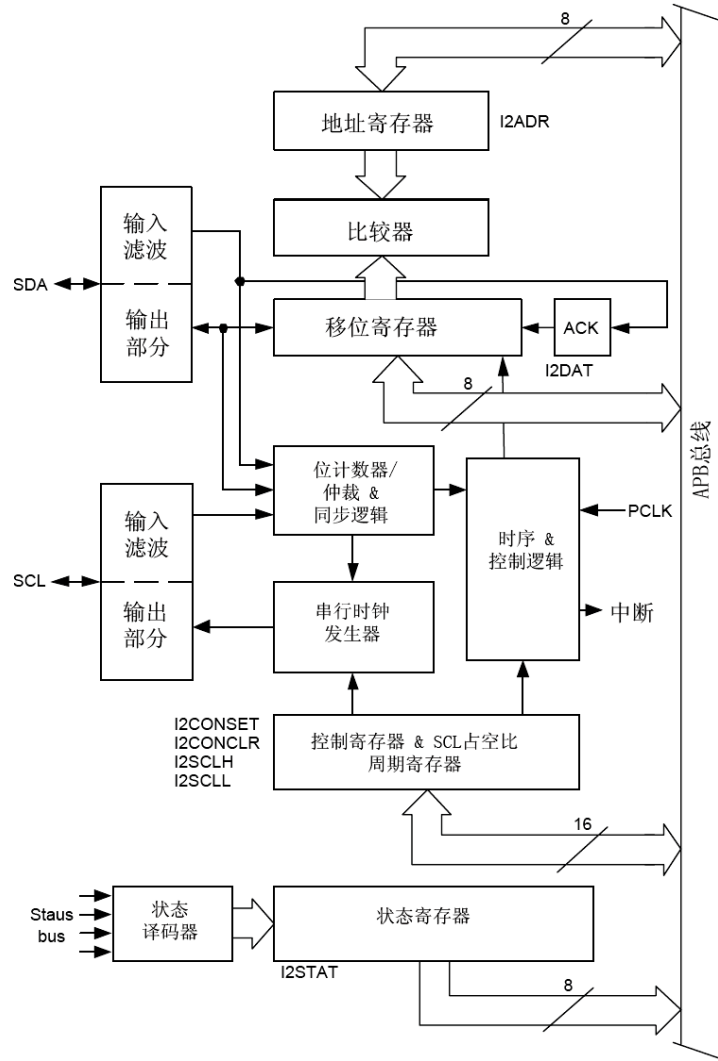 8
地址寄存器
I2ADR
输入
滤波
比较器
SDA
输出
部分
移位寄存器
ACK
I2DAT
8
APB总线
位计数器/
仲裁 &
同步逻辑
输入
滤波
时序 &
控制逻辑
PCLK
SCL
输出
部分
串行时钟
发生器
中断
I2CONSET
I2CONCLR
I2SCLH
I2SCLL
控制寄存器 & SCL占空比
周期寄存器
16
Staus
bus
状态
译码器
状态寄存器
I2STAT
8